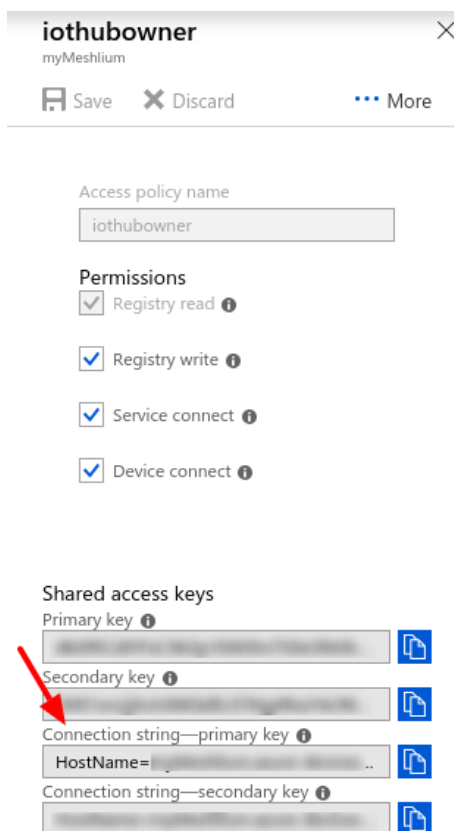 iothubowner
myMeshlium
Save Discard ••• More
Access policy name
iothubowner
Permissions
Registry read
Registry write
Service connect
Device connect
Shared access keys
Primary key
Secondary key
Connection string—primary key
HostName= ..
Connection string—secondary key